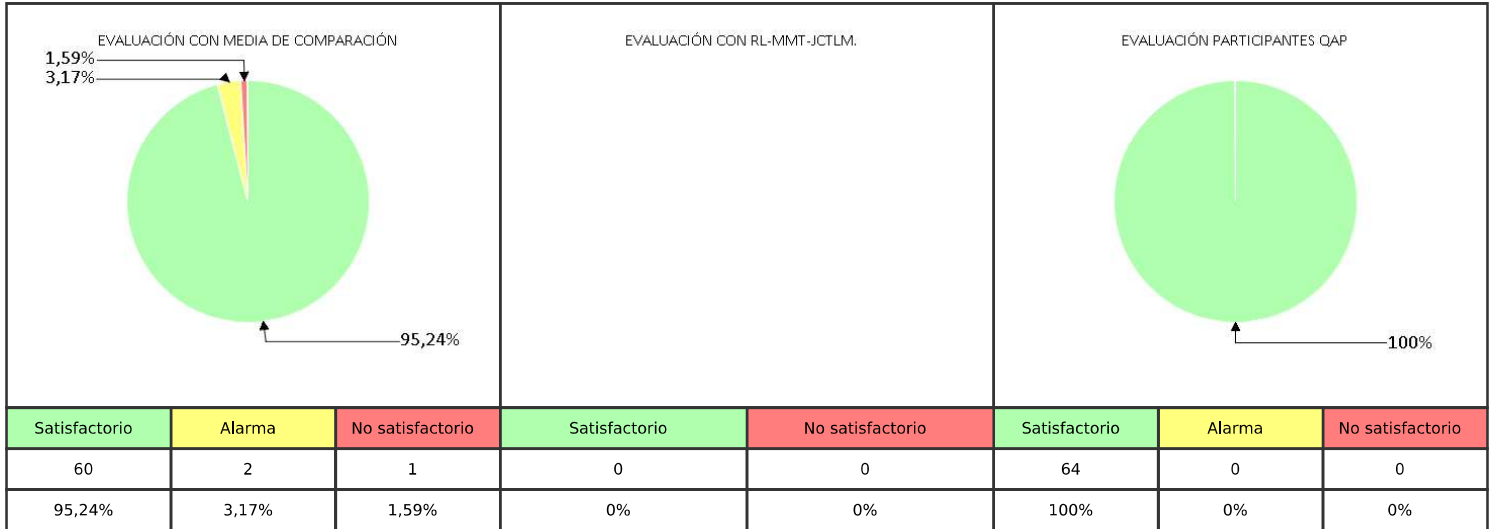 EVALUACIÓN CON MEDIA DE COMPARACIÓN
1,59%
3,17%
95,24%
EVALUACIÓN CON RL-MMT-JCTLM.
EVALUACIÓN PARTICIPANTES QAP
100%
Satisfactorio Alarma No satisfactorio Satisfactorio No satisfactorio Satisfactorio Alarma No satisfactorio
60 2 1 0 0 64 0 0
95,24% 3,17% 1,59% 0% 0% 100% 0% 0%